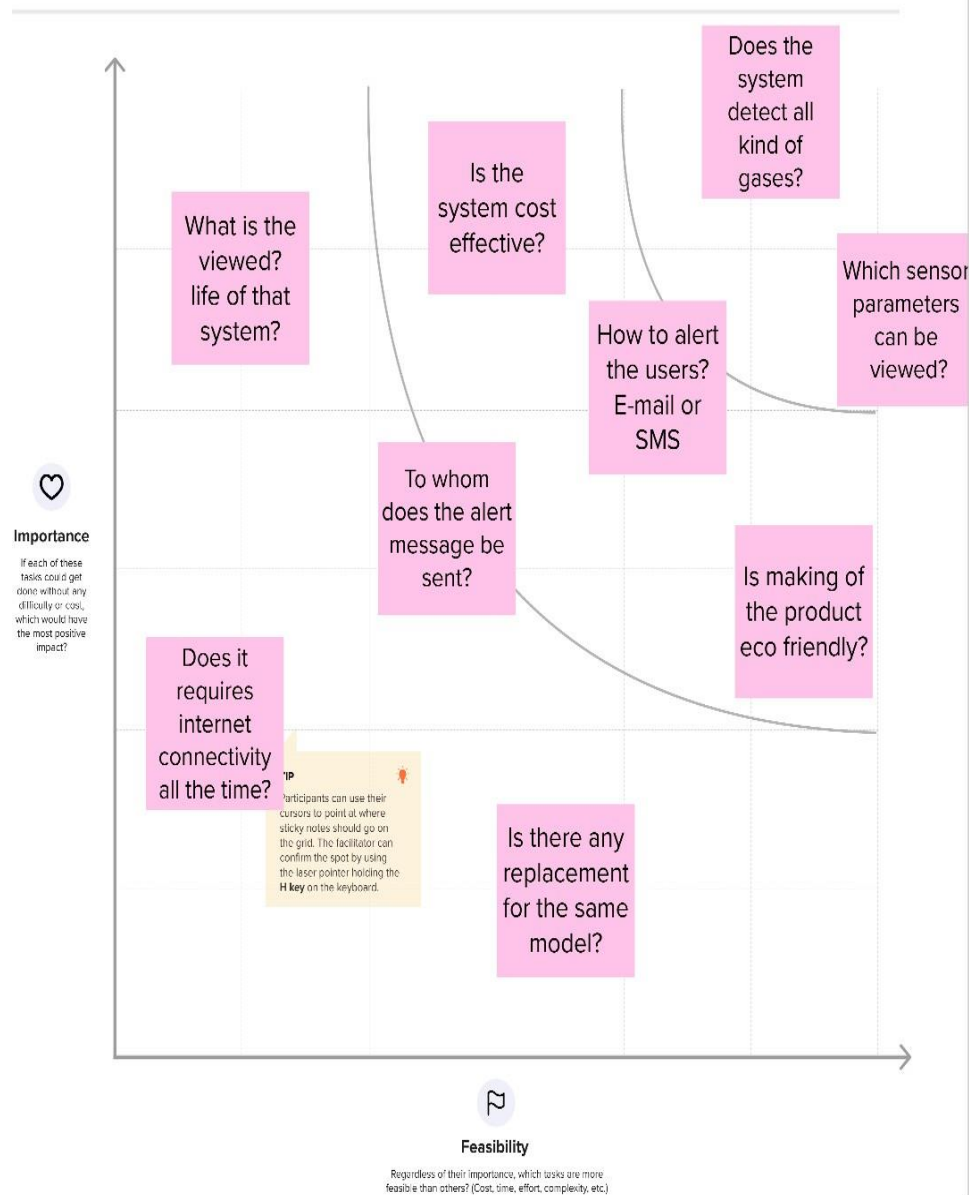 Does the
system
detect all
kind of
gases?
Is the
system cost
effective?
What is the
viewed?
life of that
system?
Which sensor
parameters
can be
viewed?
How to alert
the users?
E-mail or
SMS
To whom
does the alert
message be
sent?
Importance
If each of these
tasks could get
done without any
difficulty or cost,
which would have
the most positive
impact?
Is making of
the product
eco friendly?
Does it
requires
internet
connectivity
all the time?
TIP
Participants can use their
cursors to point at where
sticky notes should go on
the grid. The facilitator can
confirm the spot by using
the laser pointer holding the
H key on the keyboard.
Is there any
replacement
for the same
model?
Feasibility
Regardless of their importance, which tasks are more
feasible than others? (Cost, time, effort, complexity, etc.)